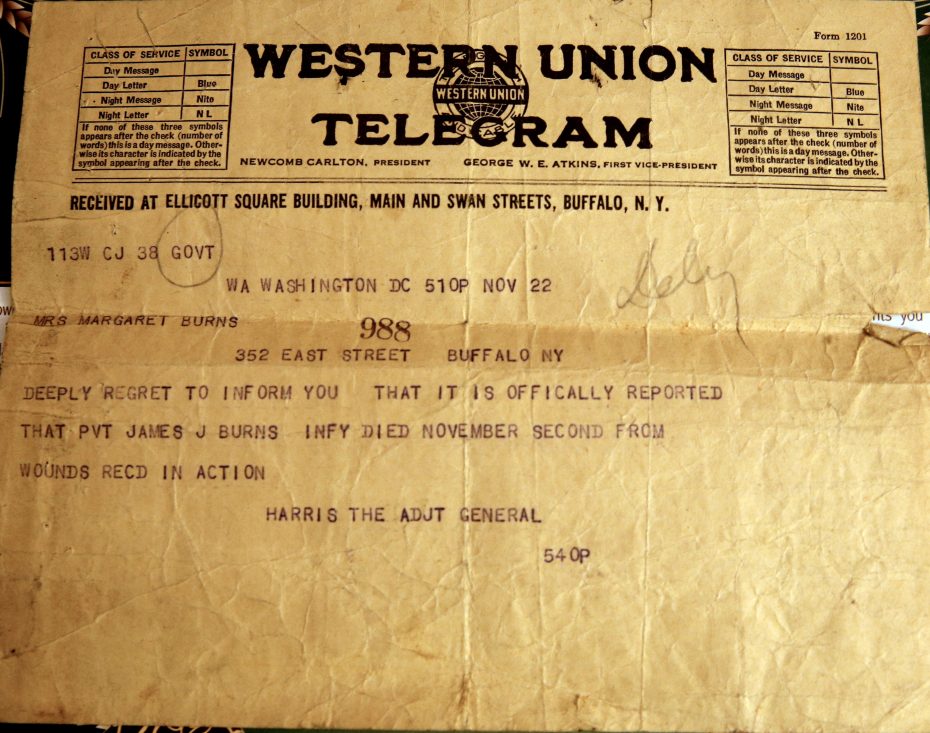 Form 1201
CLASS OF SERVICE SYMBOL
Day Message
Day Letter Blue
Night Message Nite
Night Letter N L
If none of these three symbols
appears after the check (number of
words) this is a day message. Other-
wise its character is indicated by the
symbol appearing after the check.
WESTERN UNION
WESTERN UNION
TELEGRAM
NEWCOMB CARLTON, PRESIDENT GEORGE W. E. ATKINS, FIRST VICE-PRESIDENT
CLASS OF SERVICE SYMBOL
Day Message
Day Letter Blue
Night Message Nite
Night Letter N L
If none of these three symbols
appears after the check (number of
words) this is a day message. Other-
wise its character is indicated by the
symbol appearing after the check.
RECEIVED AT ELLICOTT SQUARE BUILDING, MAIN AND SWAN STREETS, BUFFALO, N. Y.
113W CJ 38 GOVT
WA WASHINGTON DC 510P NOV 22
MRS MARGARET BURNS 988
352 EAST STREET BUFFALO NY
DEEPLY REGRET TO INFORM YOU THAT IT IS OFFICALLY REPORTED
THAT PVT JAMES J BURNS INFY DIED NOVEMBER SECOND FROM
WOUNDS RECD IN ACTION
HARRIS THE ADJT GENERAL
540P
you